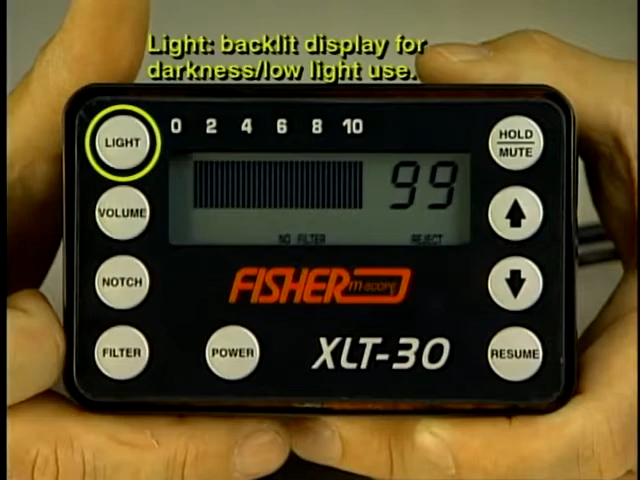 Light: backlit display for
darkness/low light use.
LIGHT
0 2 4 6 8 10
HOLD
MUTE
VOLUME
99
NO FILTER REJECT
NOTCH
FISHER m-scope
FILTER
POWER
XLT-30
RESUME